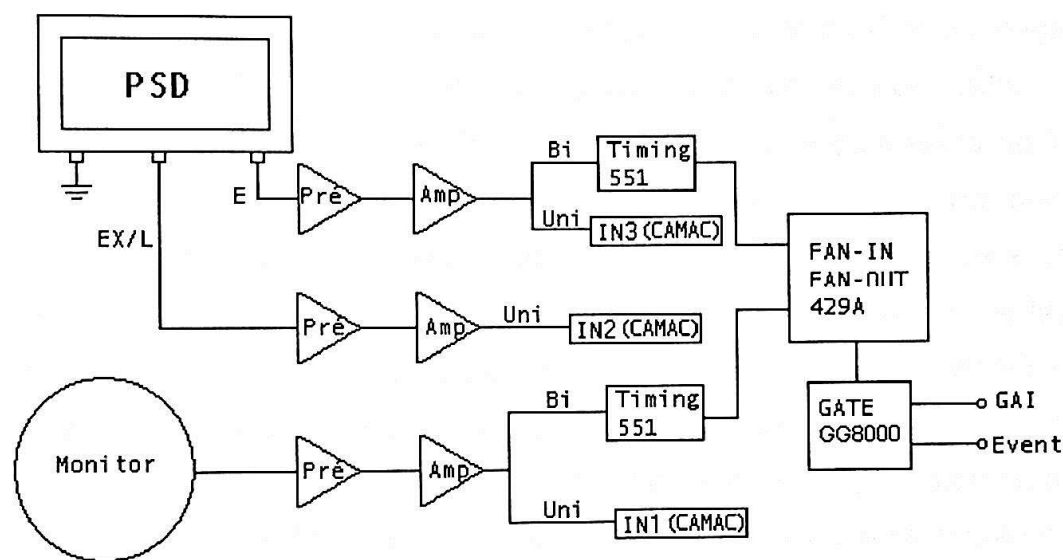 PSD
E
Pré
Amp
Bi
Timing
551
Uni
IN3 (CAMAC)
EX/L
Pré
Amp
Uni
IN2 (CAMAC)
FAN-IN
FAN-OUT
429A
Monitor
Pré
Amp
Bi
Timing
551
Uni
IN1 (CAMAC)
GATE
GG8000
GAI
Event